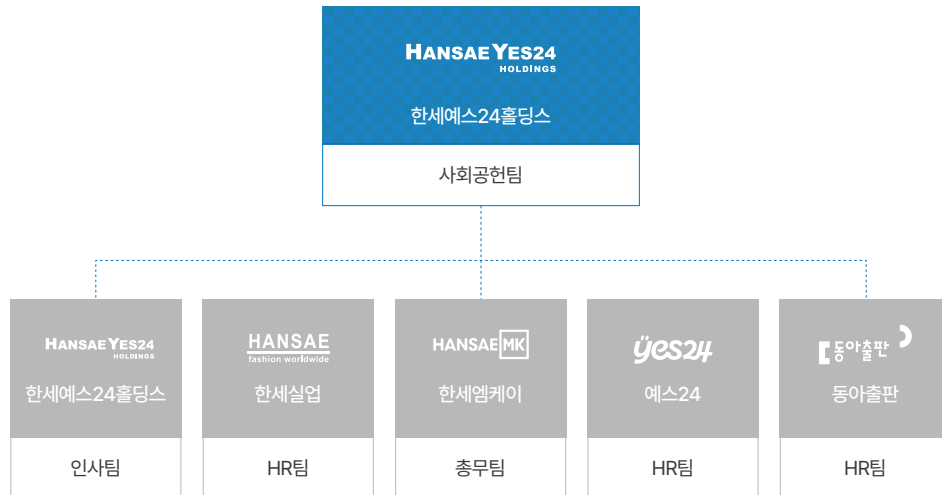 HANSAE YES24
HOLDINGS
한세예스24홀딩스
사회공헌팀
HANSAE YES24
HOLDINGS
한세예스24홀딩스
인사팀
HANSAE
fashion worldwide
한세실업
HR팀
HANSAE MK
한세엠케이
총무팀
yes24
예스24
HR팀
동아출판
동아출판
HR팀